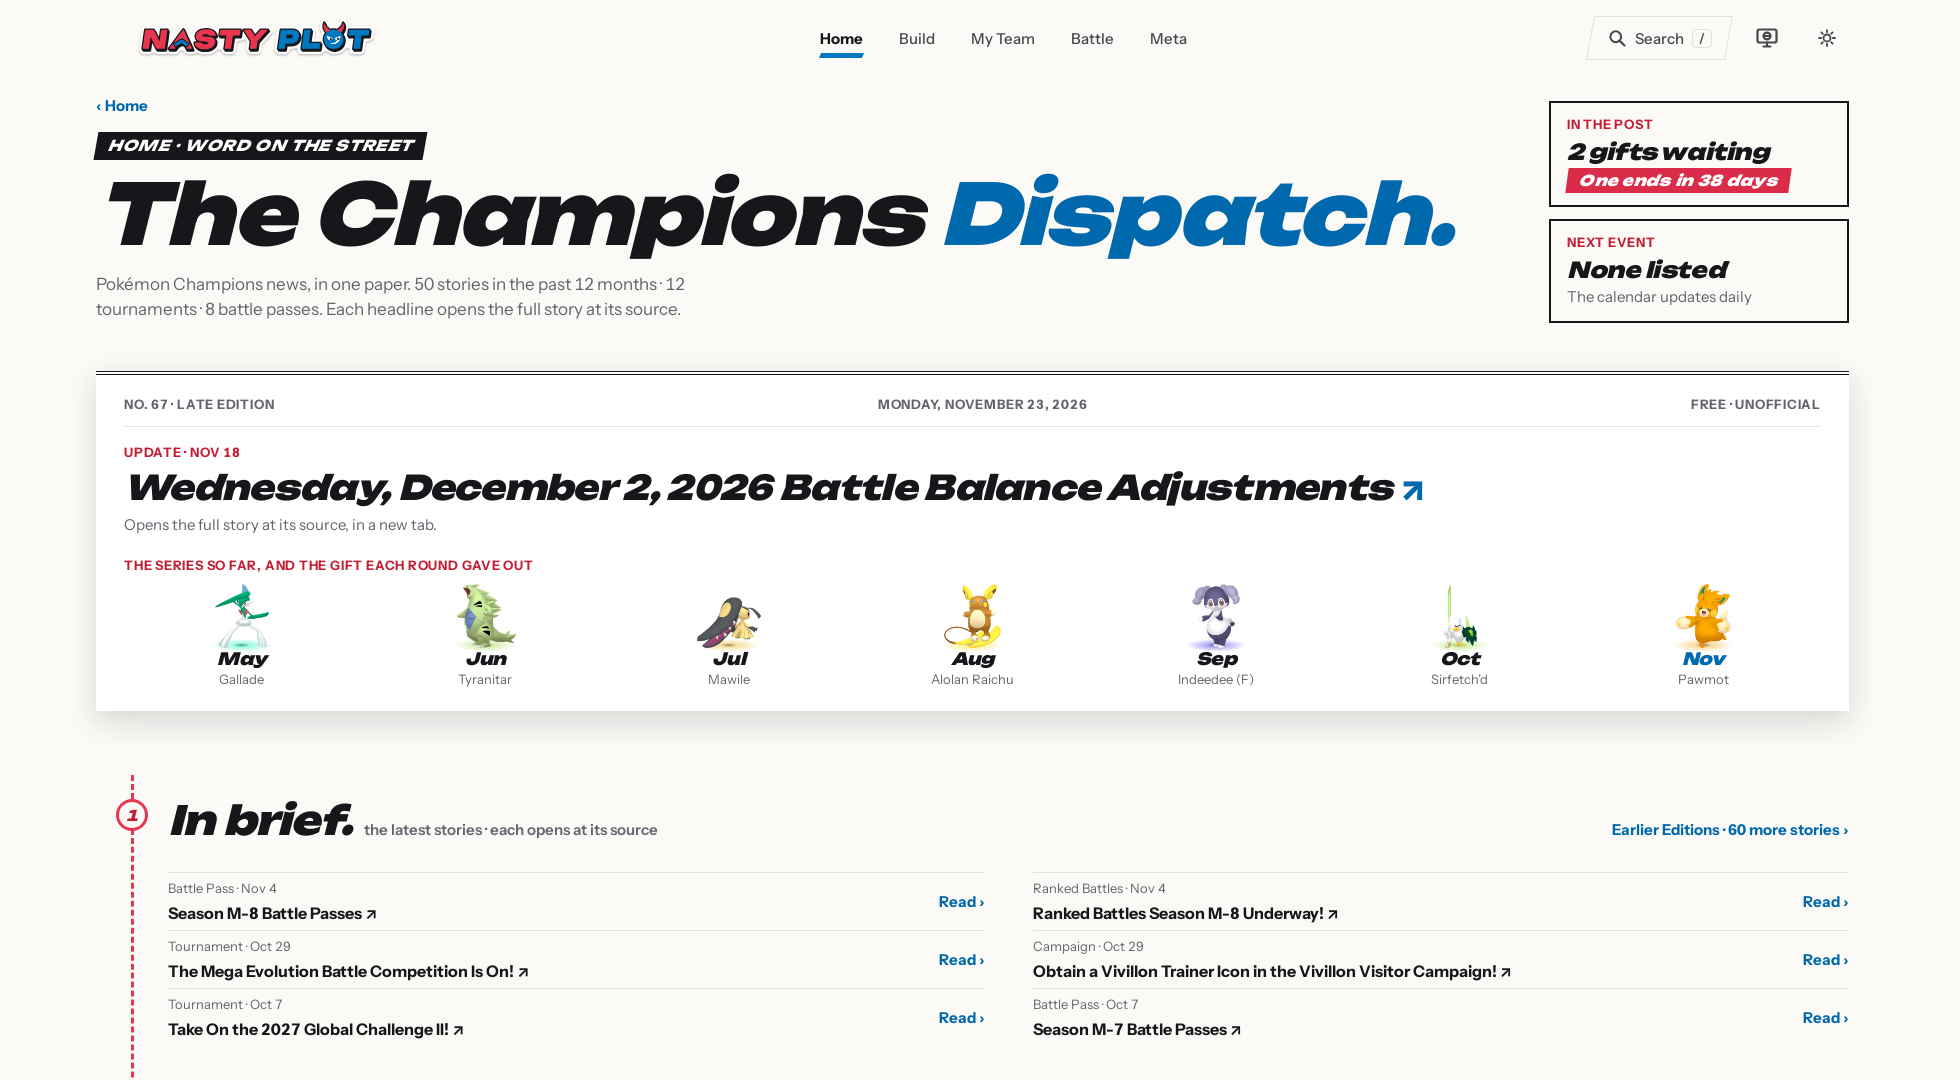 NASTY PLOT
Home
Build
My Team
Battle
Meta
Search /
‹ Home
HOME · WORD ON THE STREET
The Champions Dispatch.
Pokémon Champions news, in one paper. 50 stories in the past 12 months · 12
tournaments · 8 battle passes. Each headline opens the full story at its source.
IN THE POST
2 gifts waiting
One ends in 38 days
NEXT EVENT
None listed
The calendar updates daily
NO. 67 · LATE EDITION
MONDAY, NOVEMBER 23, 2026
FREE · UNOFFICIAL
UPDATE · NOV 18
Wednesday, December 2, 2026 Battle Balance Adjustments ↗
Opens the full story at its source, in a new tab.
THE SERIES SO FAR, AND THE GIFT EACH ROUND GAVE OUT
May
Gallade
Jun
Tyranitar
Jul
Mawile
Aug
Alolan Raichu
Sep
Indeedee (F)
Oct
Sirfetch'd
Nov
Pawmot
1
In brief. the latest stories · each opens at its source
Earlier Editions · 60 more stories ›
Battle Pass · Nov 4
Season M-8 Battle Passes ↗
Read ›
Ranked Battles · Nov 4
Ranked Battles Season M-8 Underway! ↗
Read ›
Tournament · Oct 29
The Mega Evolution Battle Competition Is On! ↗
Read ›
Campaign · Oct 29
Obtain a Vivillon Trainer Icon in the Vivillon Visitor Campaign! ↗
Read ›
Tournament · Oct 7
Take On the 2027 Global Challenge II! ↗
Read ›
Battle Pass · Oct 7
Season M-7 Battle Passes ↗
Read ›